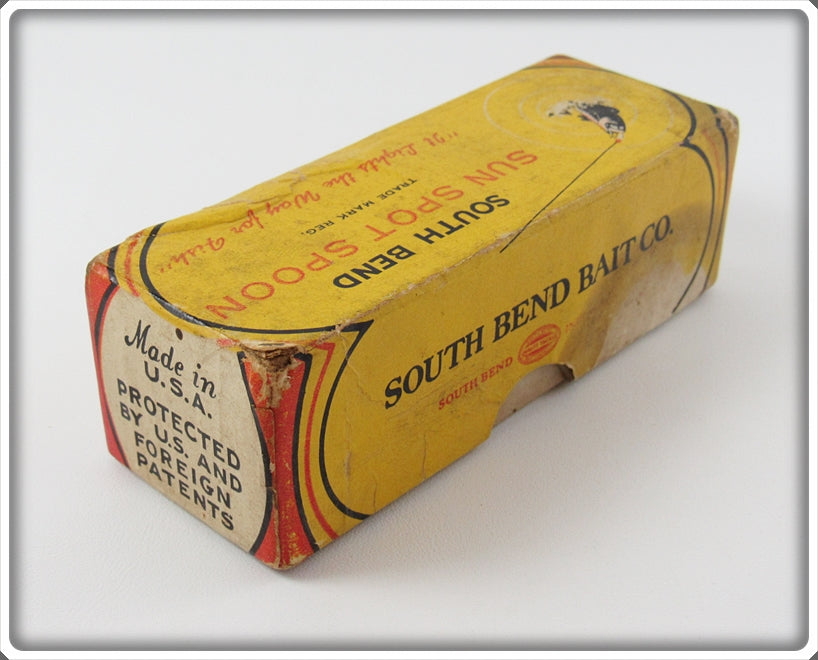 "It Lights the Way for Fish"
TRADE MARK REG.
SUN SPOT SPOON
SOUTH BEND
SOUTH BEND BAIT CO.
SOUTH BEND
Made in
U.S.A.
PROTECTED
BY U.S. AND
FOREIGN
PATENTS